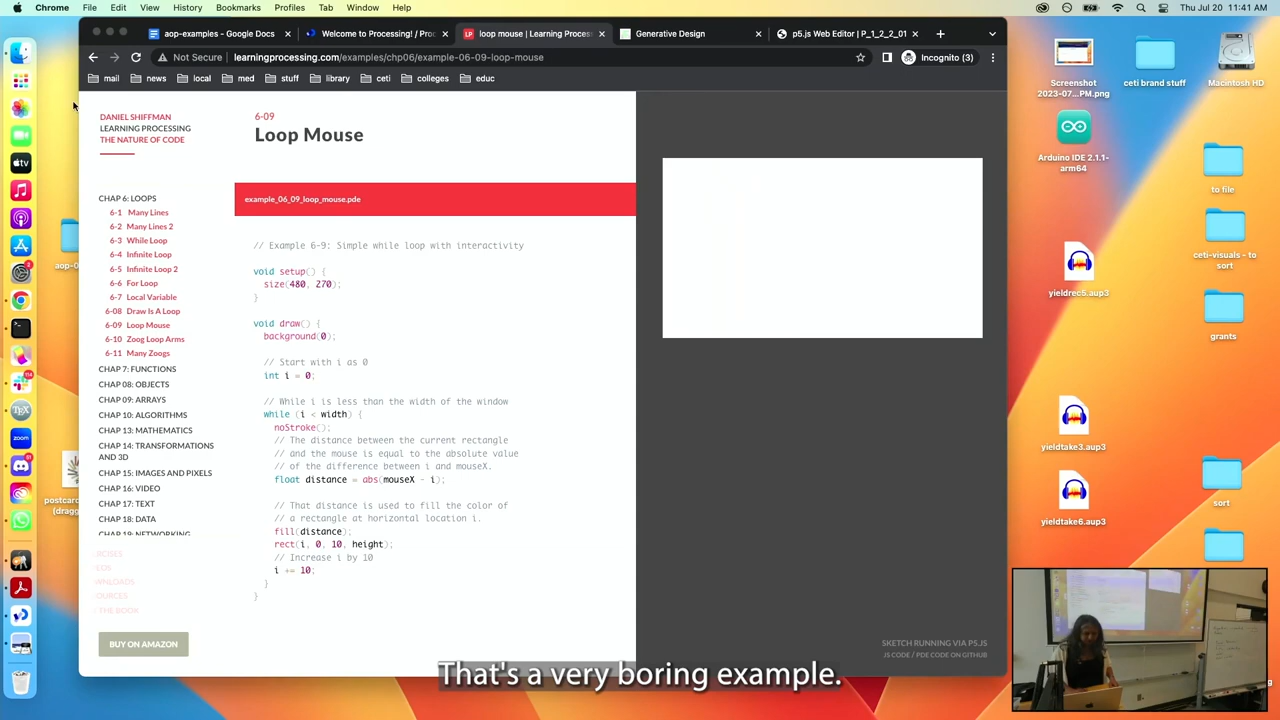 Chrome File Edit View History Bookmarks Profiles Tab Window Help Thu Jul 20 11:41 AM
aop-examples - Google Docs
Welcome to Processing! / Proc
loop mouse | Learning Process
Generative Design
p5.js Web Editor | P_1_2_2_01
Not Secure learningprocessing.com/examples/chp06/example-06-09-loop-mouse
Incognito (3)
mail news local med stuff library ceti colleges educ
DANIEL SHIFFMAN
LEARNING PROCESSING
THE NATURE OF CODE
CHAP 6: LOOPS
6-1 Many Lines
6-2 Many Lines 2
6-3 While Loop
6-4 Infinite Loop
6-5 Infinite Loop 2
6-6 For Loop
6-7 Local Variable
6-08 Draw Is A Loop
6-09 Loop Mouse
6-10 Zoog Loop Arms
6-11 Many Zoogs
CHAP 7: FUNCTIONS
CHAP 08: OBJECTS
CHAP 09: ARRAYS
CHAP 10: ALGORITHMS
CHAP 13: MATHEMATICS
CHAP 14: TRANSFORMATIONS
AND 3D
CHAP 15: IMAGES AND PIXELS
CHAP 16: VIDEO
CHAP 17: TEXT
CHAP 18: DATA
CHAP 19: NETWORKING
THE BOOK
BUY ON AMAZON
6-09
Loop Mouse
example_06_09_loop_mouse.pde
// Example 6-9: Simple while loop with interactivity
void setup() {
size(480, 270);
}
void draw() {
background(0);
// Start with i as 0
int i = 0;
// While i is less than the width of the window
while (i < width) {
noStroke();
// The distance between the current rectangle
// and the mouse is equal to the absolute value
// of the difference between i and mouseX.
float distance = abs(mouseX - i);
// That distance is used to fill the color of
// a rectangle at horizontal location i.
fill(distance);
rect(i, 0, 10, height);
// Increase i by 10
i += 10;
}
}
SKETCH RUNNING VIA P5.JS
JS CODE / PDE CODE ON GITHUB
Screenshot
2023-07...PM.png
ceti brand stuff
Macintosh HD
Arduino IDE 2.1.1-
arm64
to file
ceti-visuals - to
sort
yieldrec5.aup3
grants
yieldtake3.aup3
sort
yieldtake6.aup3
aop-0
postcar
(dragg
tv
TEX
zoom
That's a very boring example.